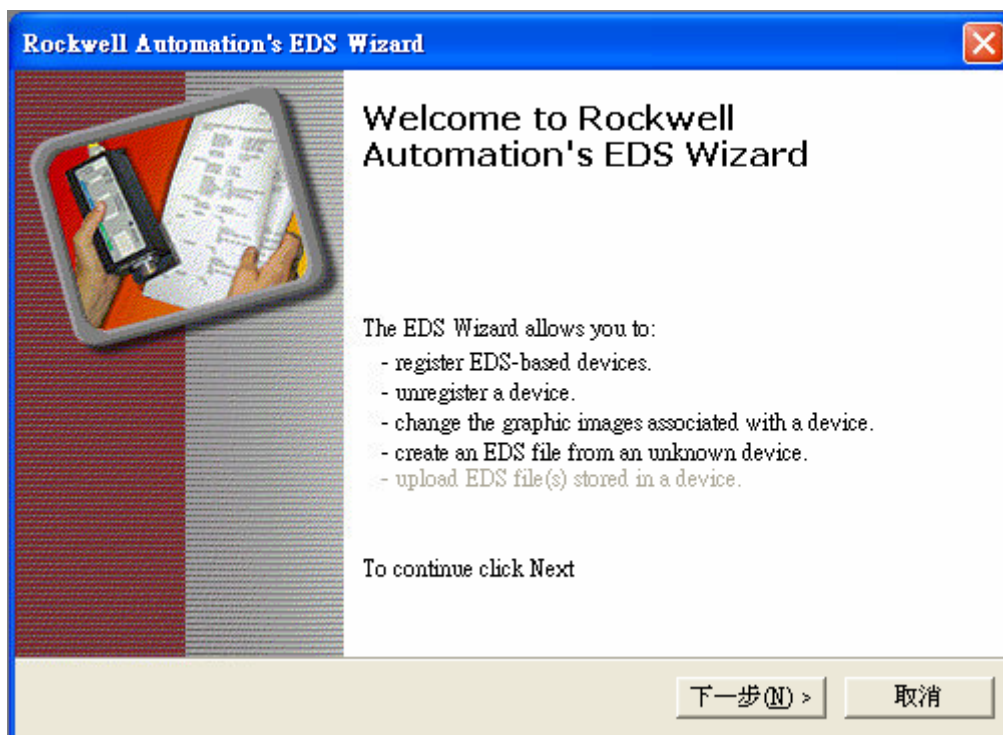 Rockwell Automation's EDS Wizard
Welcome to Rockwell
Automation's EDS Wizard
The EDS Wizard allows you to:
- register EDS-based devices.
- unregister a device.
- change the graphic images associated with a device.
- create an EDS file from an unknown device.
- upload EDS file(s) stored in a device.
To continue click Next
下一步(N) >
取消